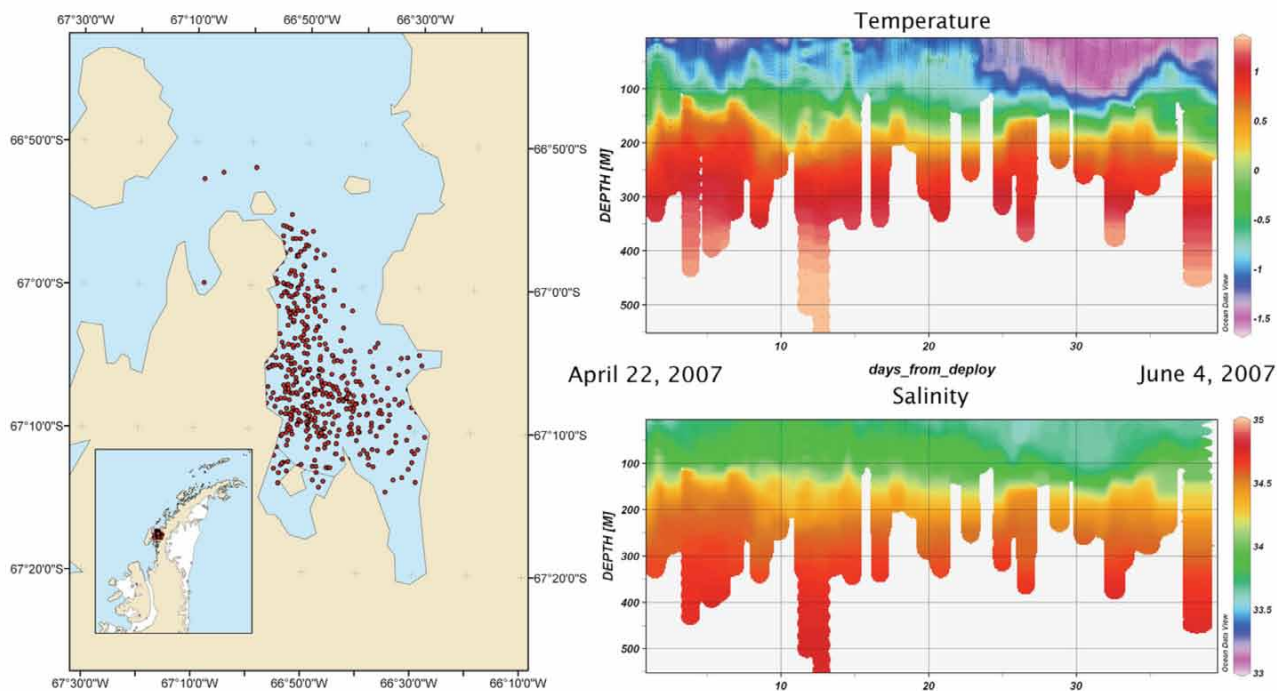 67°30'0"W 67°10'0"W 66°50'0"W 66°30'0"W
66°50'0"S
67°0'0"S
67°10'0"S
67°20'0"S
66°50'0"S
67°0'0"S
67°10'0"S
67°20'0"S
67°30'0"W 67°10'0"W 66°50'0"W 66°30'0"W 66°10'0"W
Temperature
DEPTH [M]
100
200
300
400
500
10 20 30
Ocean Data View
1
0.5
0
-0.5
-1
-1.5
April 22, 2007 days_from_deploy June 4, 2007
Salinity
DEPTH [M]
100
200
300
400
500
10 20 30
Ocean Data View
35
34.5
34
33.5
33